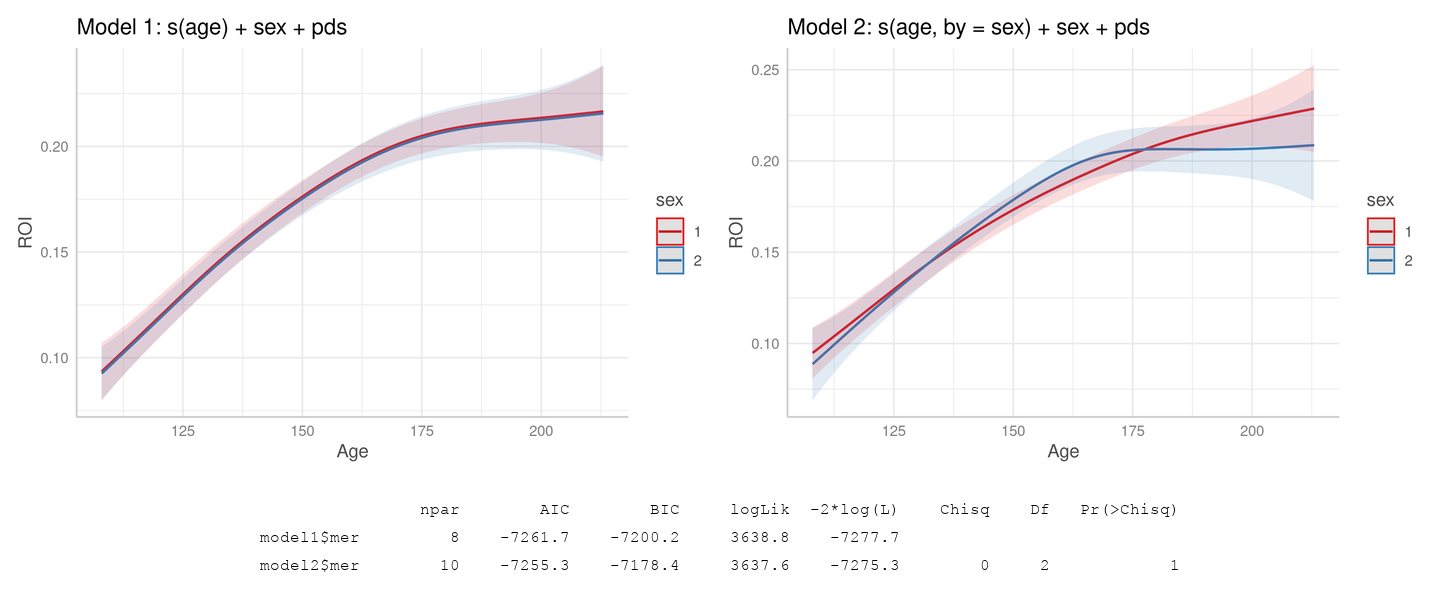 Model 1: s(age) + sex + pds
0.20
0.15
0.10
ROI
125 150 175 200
Age
sex
1
2
Model 2: s(age, by = sex) + sex + pds
0.25
0.20
0.15
0.10
ROI
125 150 175 200
Age
sex
1
2
npar AIC BIC logLik -2*log(L) Chisq Df Pr(>Chisq)
model1$mer 8 -7261.7 -7200.2 3638.8 -7277.7
model2$mer 10 -7255.3 -7178.4 3637.6 -7275.3 0 2 1